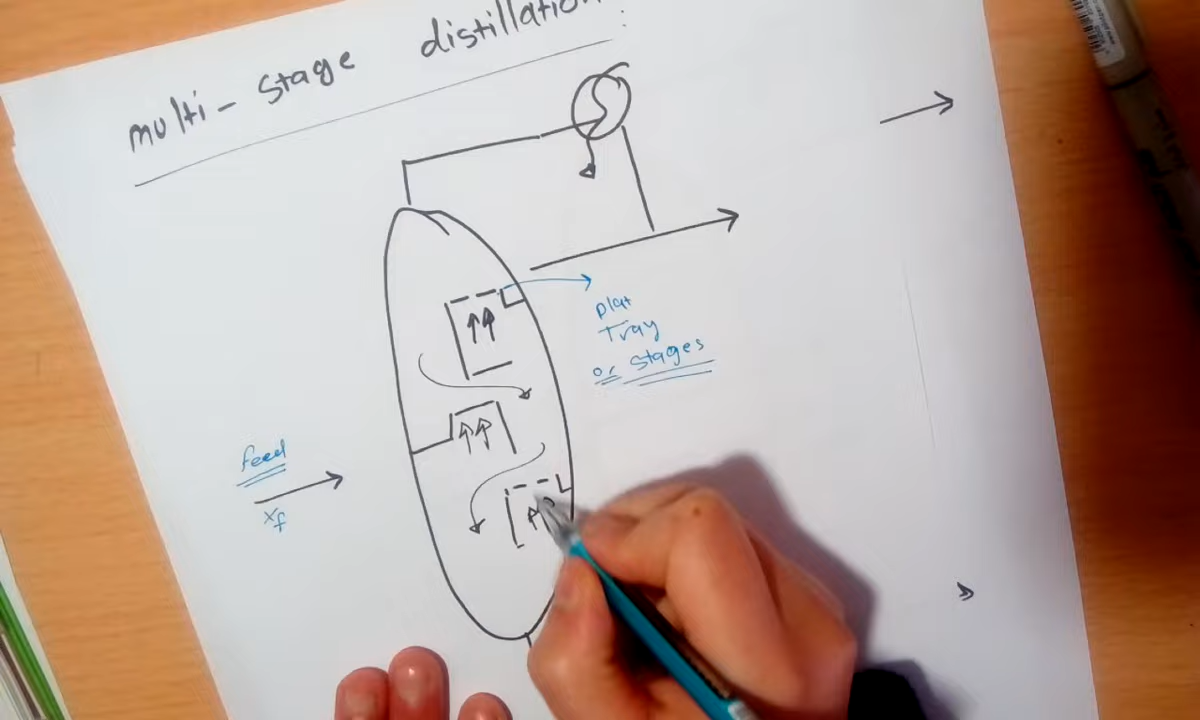 multi - stage distillation:
plat
Tray
or stages
feed
xf